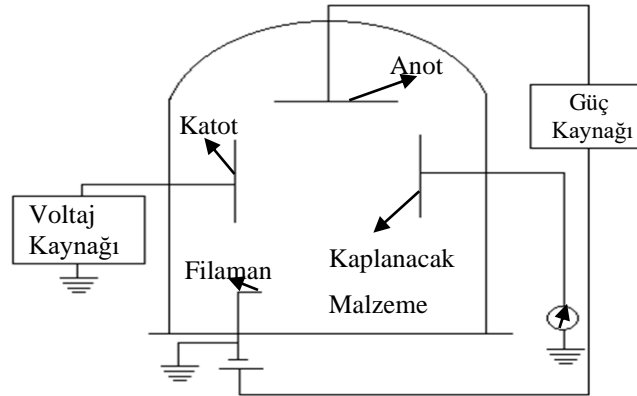 Anot
Güç
Kaynağı
Katot
Voltaj
Kaynağı
Filaman
Kaplanacak
Malzeme